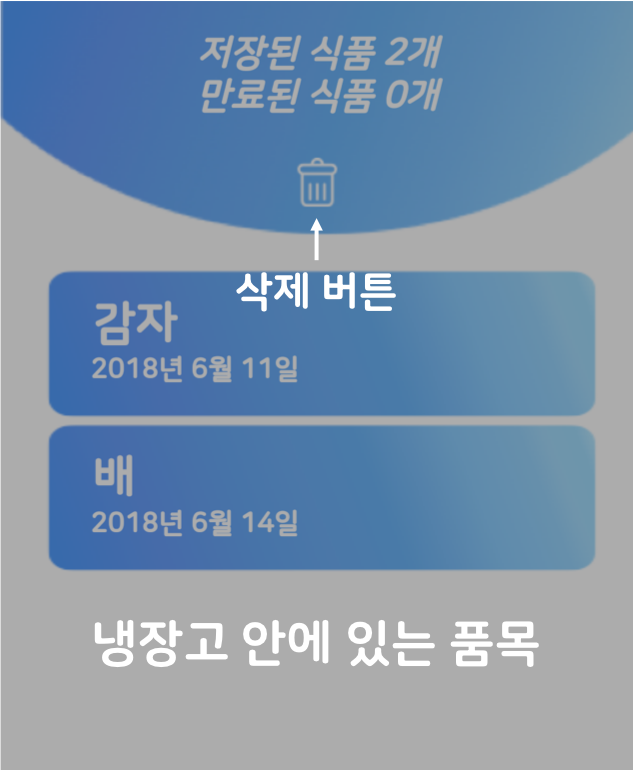 저장된 식품 2개
만료된 식품 0개
삭제 버튼
감자
2018년 6월 11일
배
2018년 6월 14일
냉장고 안에 있는 품목